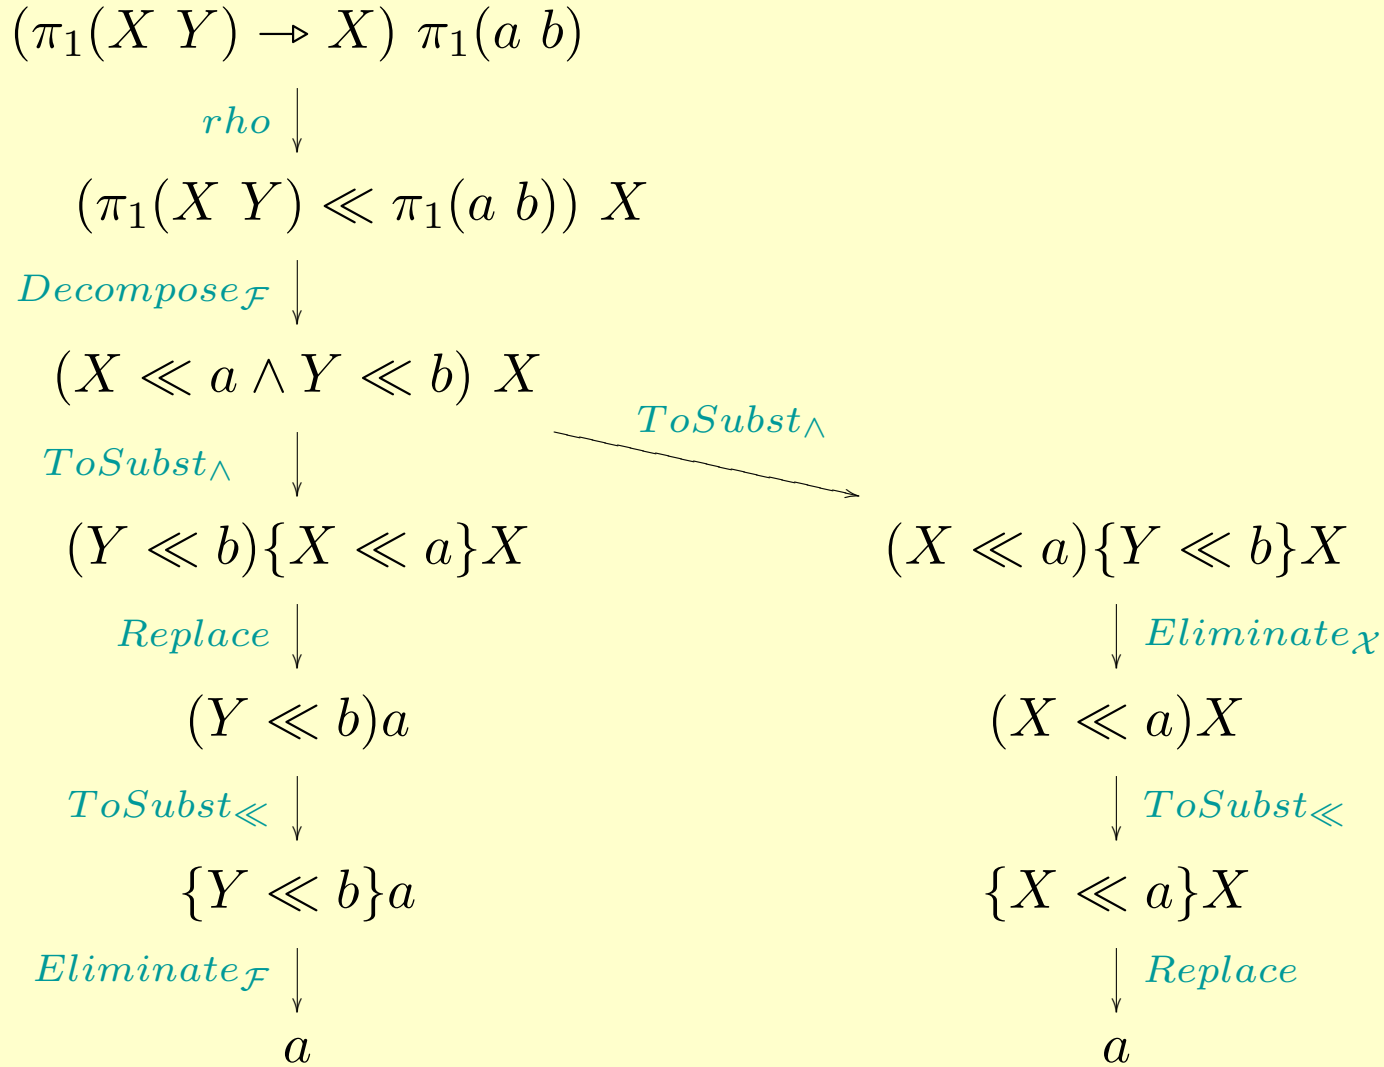 (π₁(X Y) ⇾ X) π₁(a b)
rho
(π₁(X Y) ≪ π₁(a b)) X
Decompose_ℱ
(X ≪ a ∧ Y ≪ b) X
ToSubst_∧
ToSubst_∧
(Y ≪ b){X ≪ a}X
(X ≪ a){Y ≪ b}X
Replace
Eliminate_𝒳
(Y ≪ b)a
(X ≪ a)X
ToSubst_≪
ToSubst_≪
{Y ≪ b}a
{X ≪ a}X
Eliminate_ℱ
Replace
a
a